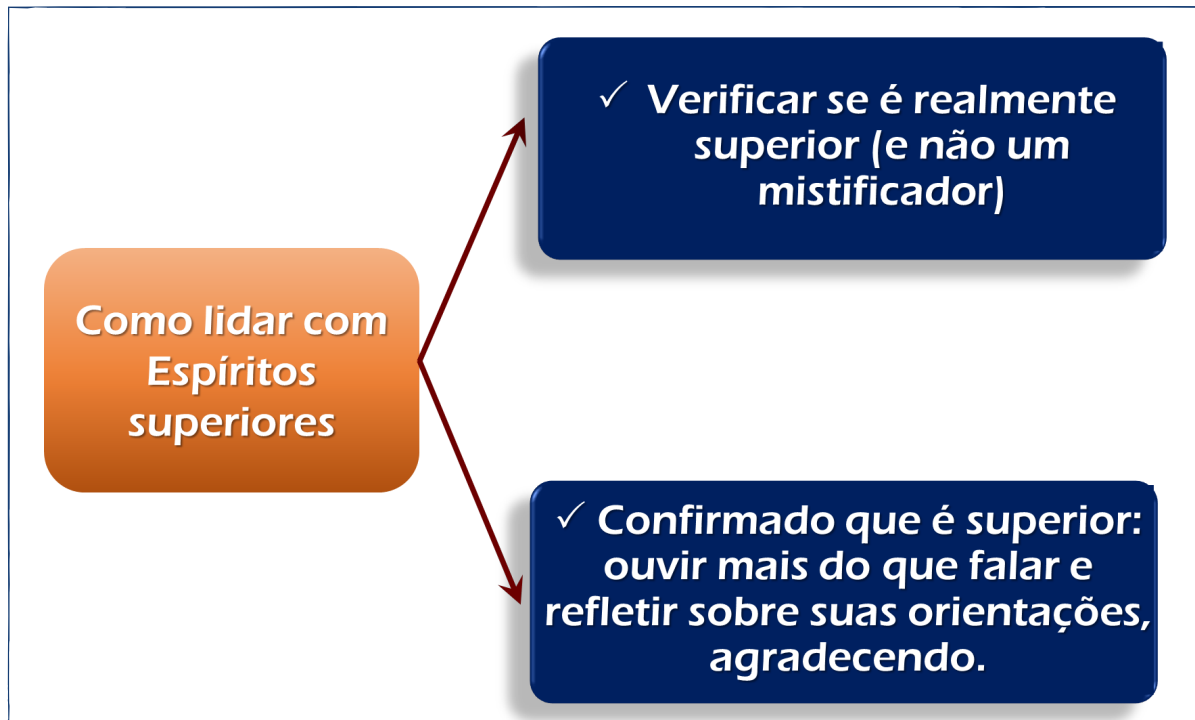 Como lidar com
Espíritos
superiores
✓ Verificar se é realmente
superior (e não um
mistificador)
✓ Confirmado que é superior:
ouvir mais do que falar e
refletir sobre suas orientações,
agradecendo.